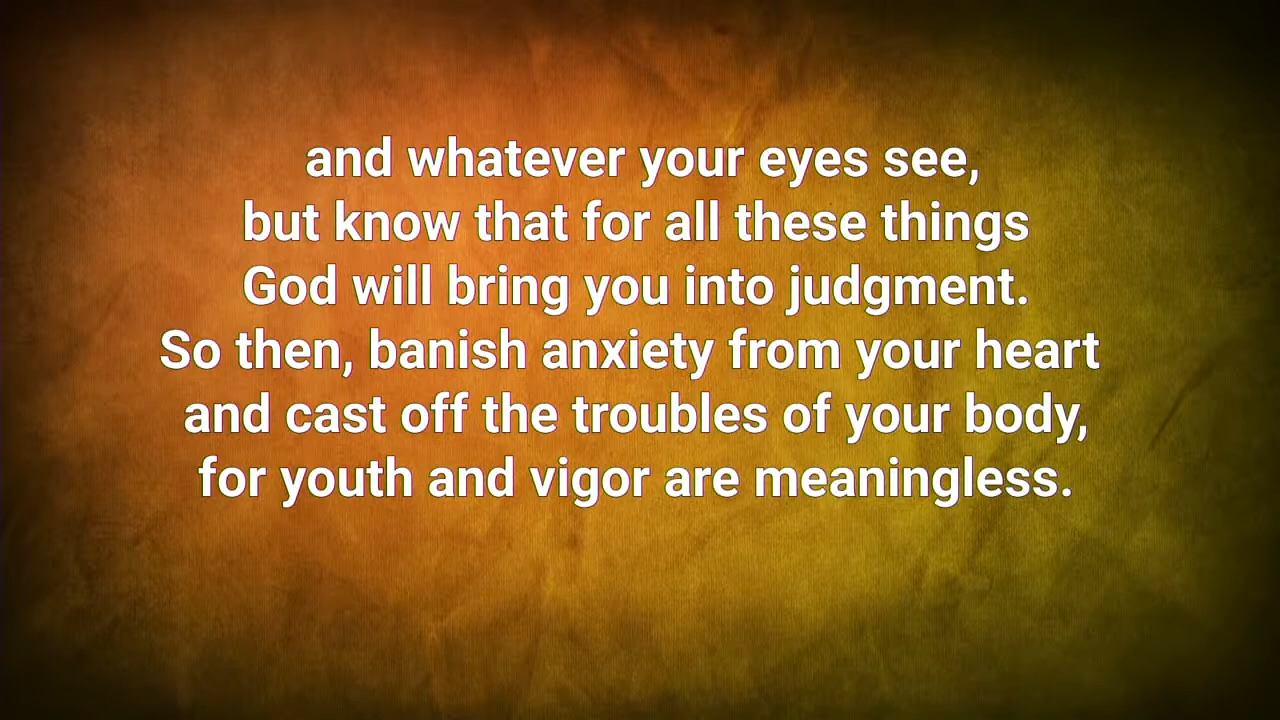 and whatever your eyes see,
but know that for all these things
God will bring you into judgment.
So then, banish anxiety from your heart
and cast off the troubles of your body,
for youth and vigor are meaningless.